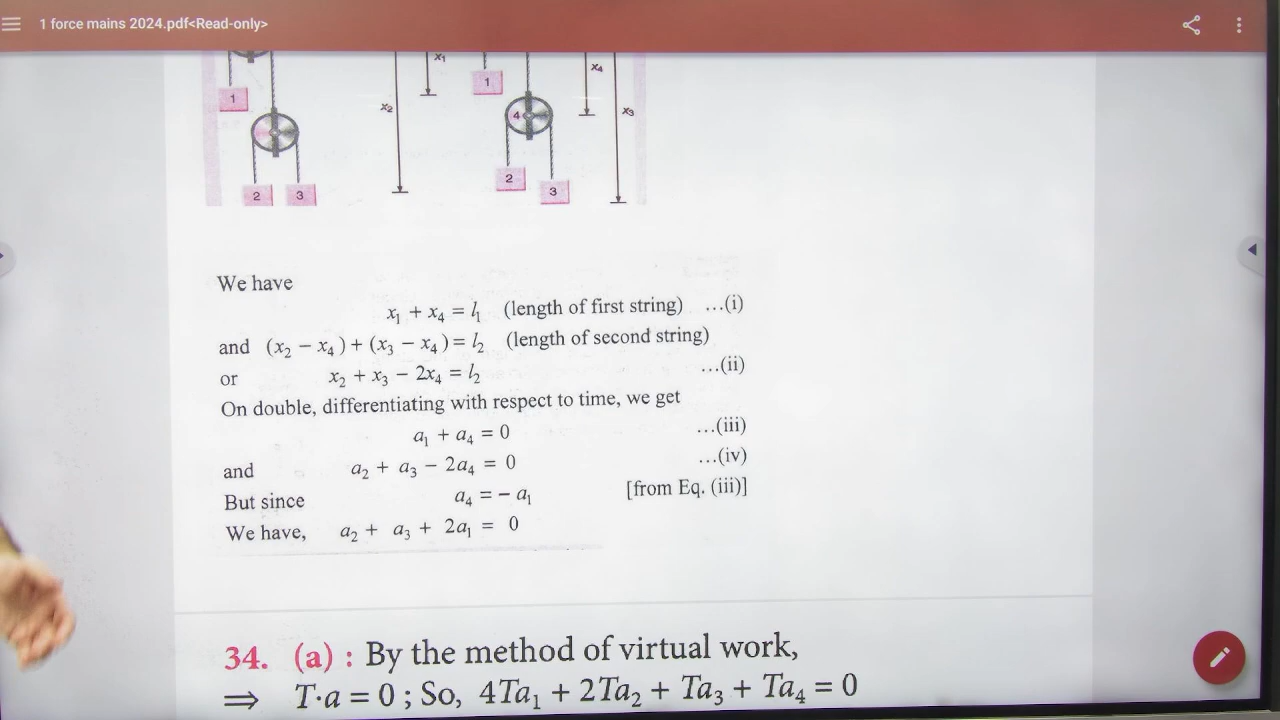 1 force mains 2024.pdf<Read-only>
x₁
x₄
1
1
x₂
4
x₃
2
3
2
3
We have
x₁ + x₄ = l₁ (length of first string) ...(i)
and (x₂ − x₄) + (x₃ − x₄) = l₂ (length of second string)
or x₂ + x₃ − 2x₄ = l₂ ...(ii)
On double, differentiating with respect to time, we get
a₁ + a₄ = 0 ...(iii)
and a₂ + a₃ − 2a₄ = 0 ...(iv)
But since a₄ = − a₁ [from Eq. (iii)]
We have, a₂ + a₃ + 2a₁ = 0
34. (a) : By the method of virtual work,
⇒ T·a = 0 ; So, 4Ta₁ + 2Ta₂ + Ta₃ + Ta₄ = 0